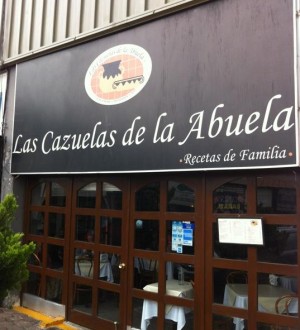 Las Cazuelas de la Abuela
• Recetas de Familia •